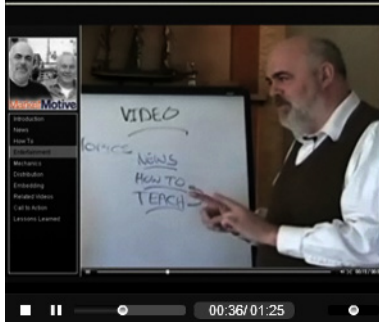 Market Motive
Introduction
News
How To
Entertainment
Mechanics
Distribution
Embedding
Related Videos
Call to Action
Lessons Learned
VIDEO
NEWS
HOW TO
TEACH
00:36/01:25